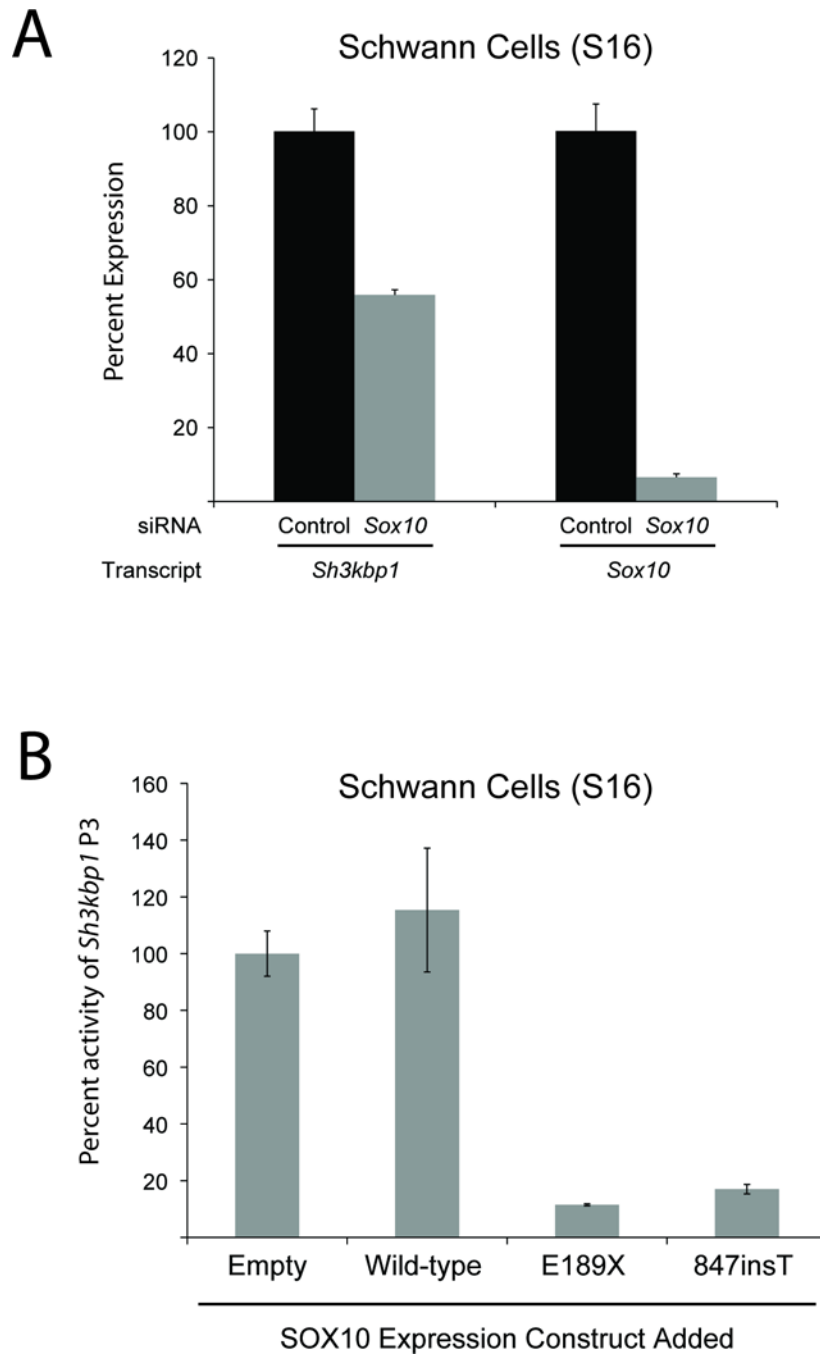 A
Schwann Cells (S16)
Percent Expression
120
100
80
60
40
20
siRNA Control Sox10 Control Sox10
Transcript Sh3kbp1 Sox10
B
Schwann Cells (S16)
Percent activity of Sh3kbp1 P3
160
140
120
100
80
60
40
20
Empty Wild-type E189X 847insT
SOX10 Expression Construct Added